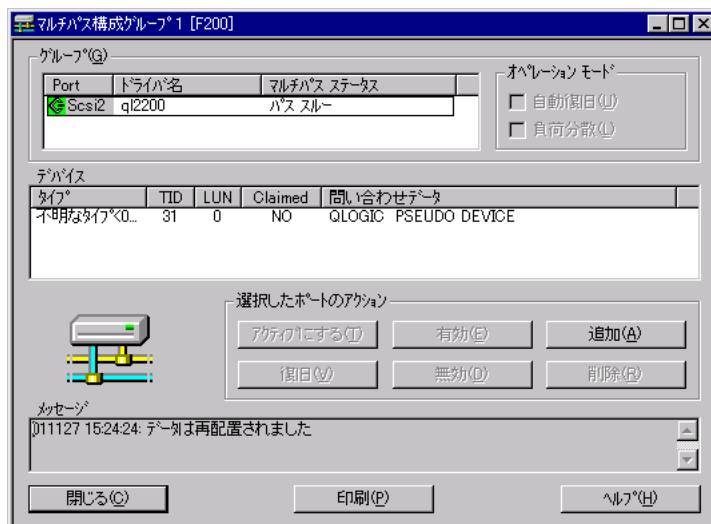 マルチパス構成グループ1 [F200]
グループ(G)
Port ドライバ名 マルチパス ステータス
Scsi2 ql2200 パス スルー
オペレーション モード
自動復旧(U)
負荷分散(L)
デバイス
タイプ TID LUN Claimed 問い合わせデータ
不明なタイプ<0... 31 0 NO QLOGIC PSEUDO DEVICE
選択したポートのアクション
アクティブにする(T) 有効(E) 追加(A)
復旧(V) 無効(D) 削除(R)
メッセージ
011127 15:24:24: データは再配置されました
閉じる(C) 印刷(P) ヘルプ(H)